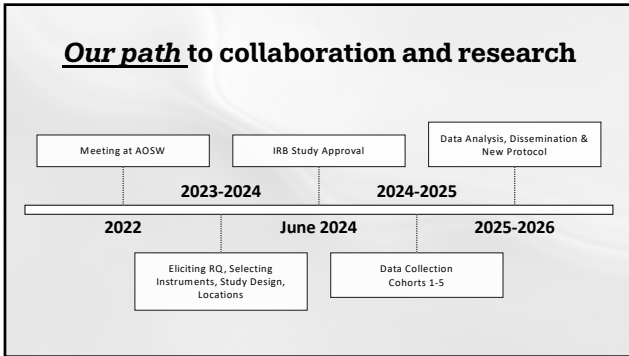 Our path to collaboration and research
Meeting at AOSW
IRB Study Approval
Data Analysis, Dissemination &
New Protocol
2023-2024
2024-2025
2022
June 2024
2025-2026
Eliciting RQ, Selecting
Instruments, Study Design,
Locations
Data Collection
Cohorts 1-5